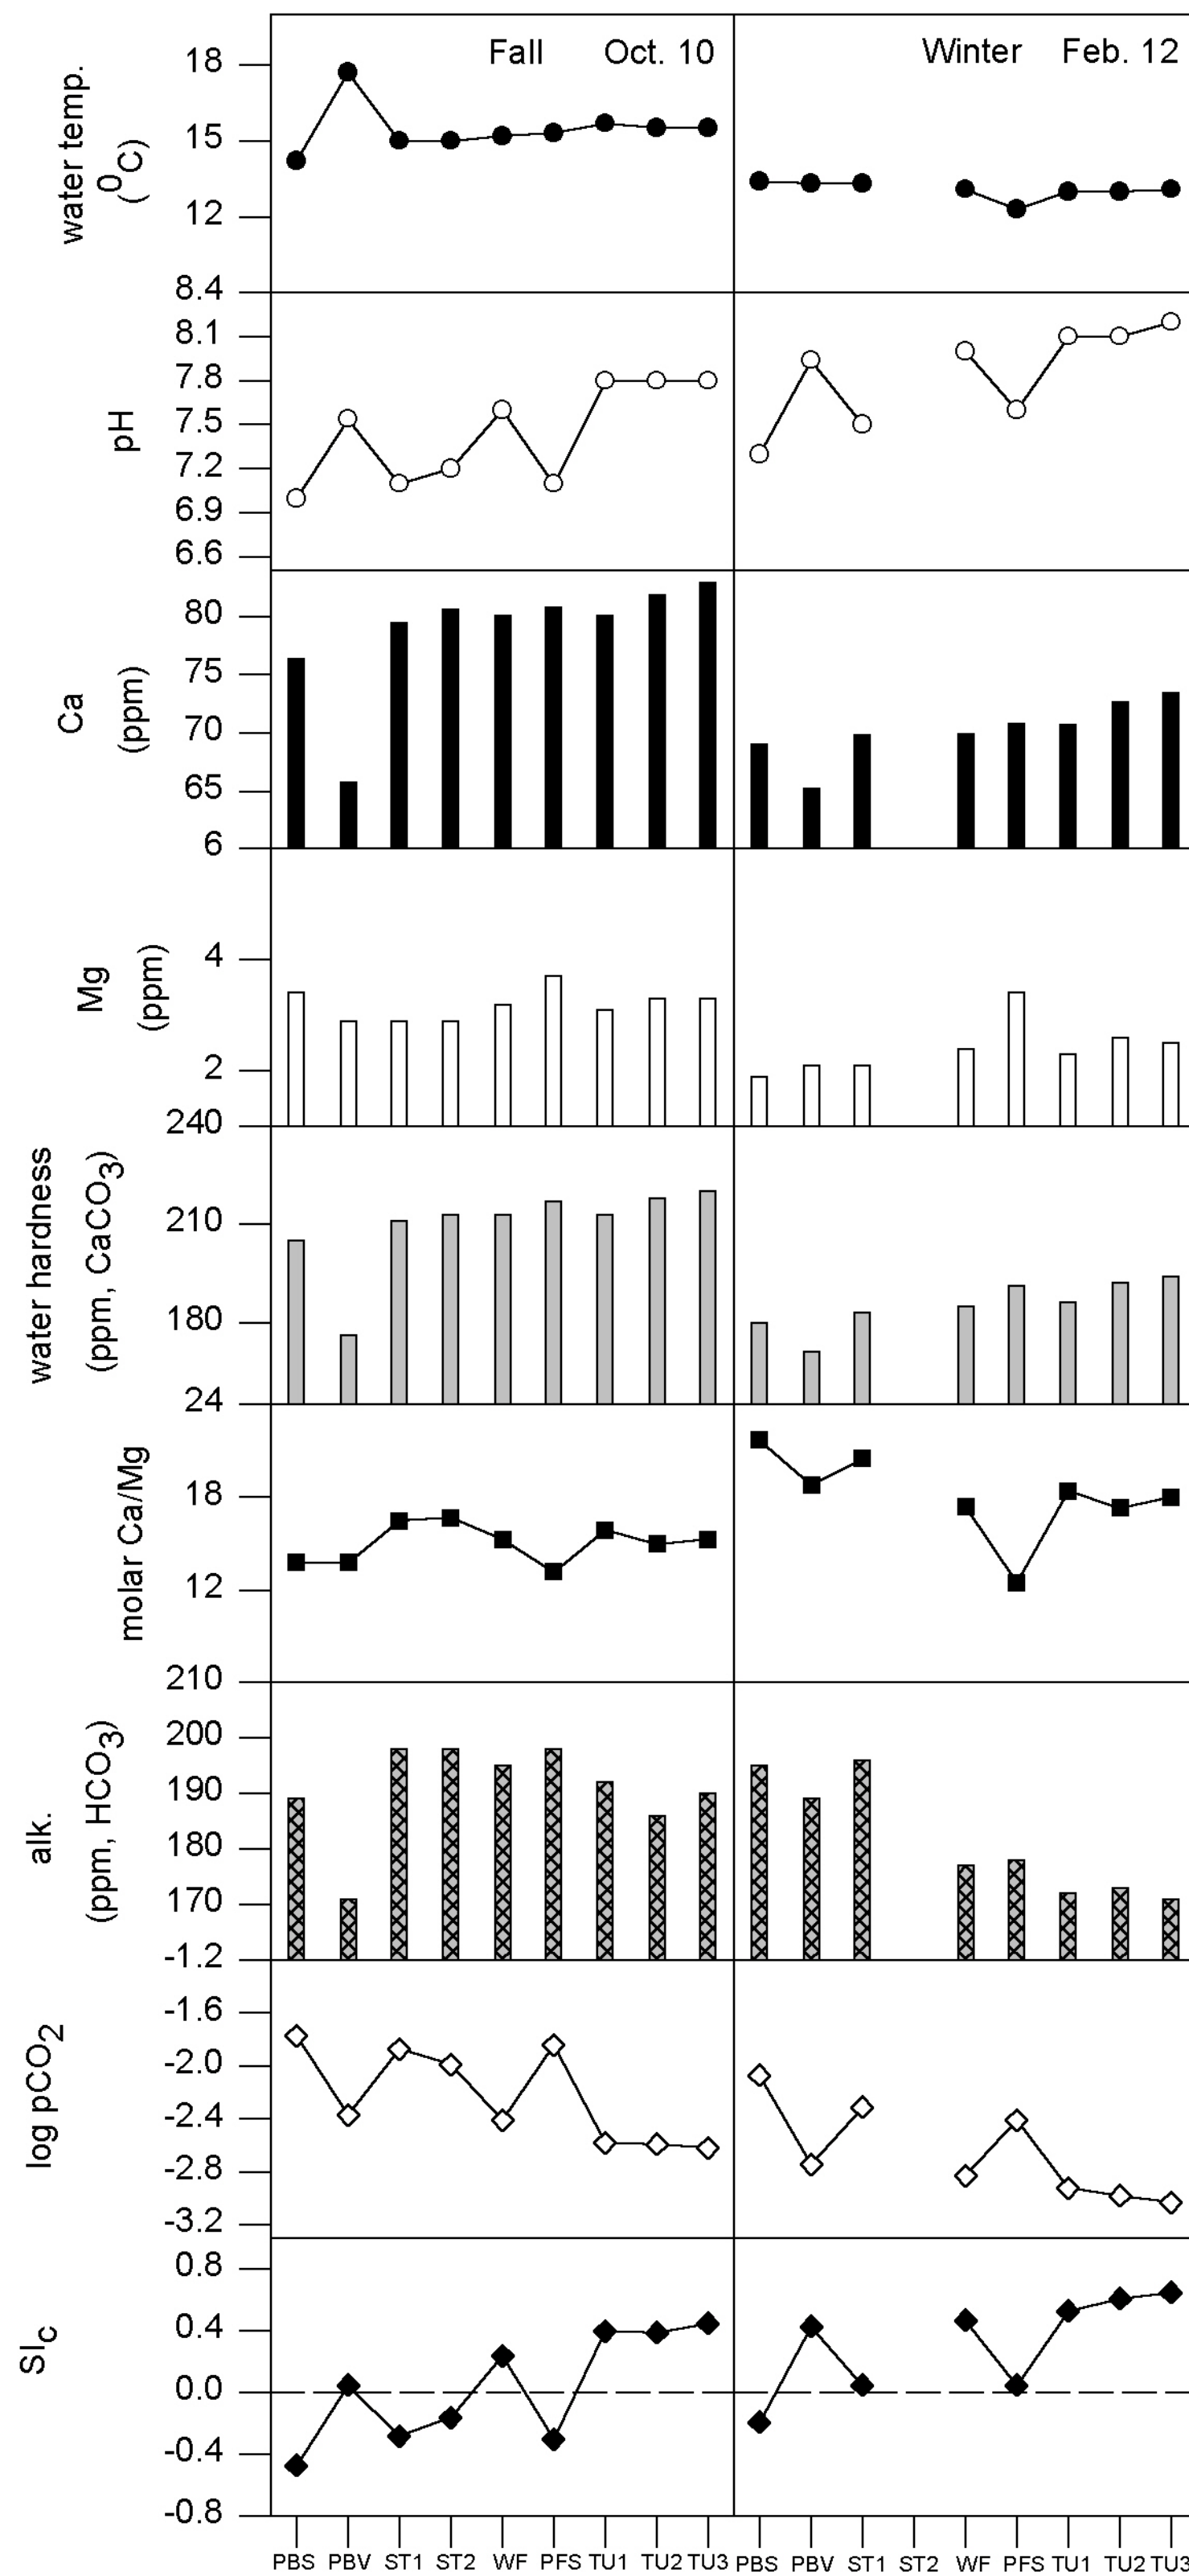 Fall Oct. 10 Winter Feb. 12
water temp.
(⁰C)
18
15
12
8.4
pH
8.1
7.8
7.5
7.2
6.9
6.6
Ca
(ppm)
80
75
70
65
6
Mg
(ppm)
4
2
240
water hardness
(ppm, CaCO₃)
210
180
24
molar Ca/Mg
18
12
210
alk.
(ppm, HCO₃)
200
190
180
170
-1.2
log pCO₂
-1.6
-2.0
-2.4
-2.8
-3.2
SI꜀
0.8
0.4
0.0
-0.4
-0.8
PBS PBV ST1 ST2 WF PFS TU1 TU2 TU3 PBS PBV ST1 ST2 WF PFS TU1 TU2 TU3